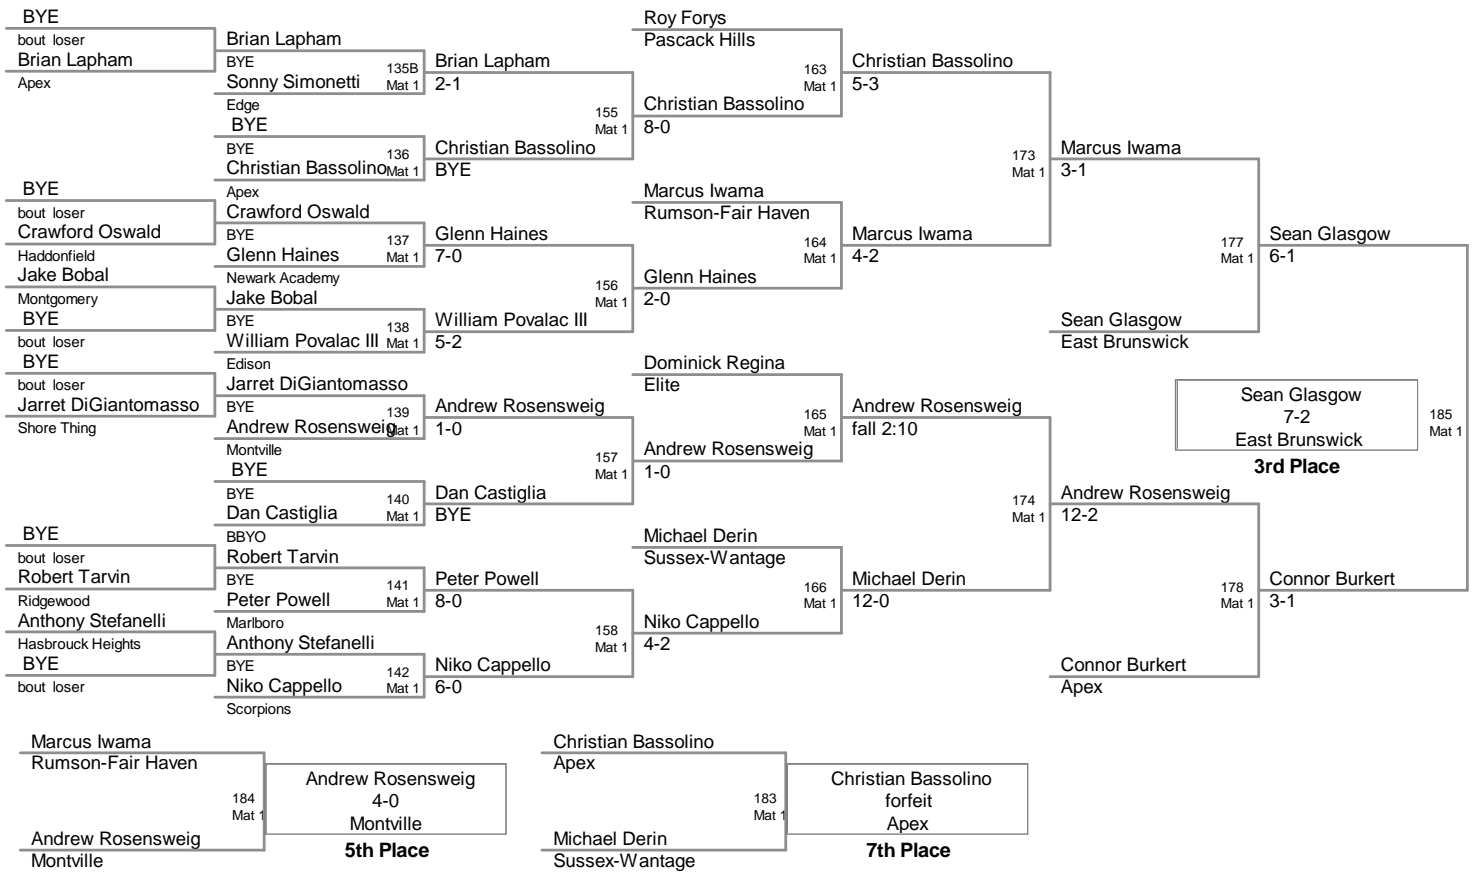 BYE
bout loser
Brian Lapham
Apex
BYE
bout loser
Crawford Oswald
Haddonfield
Jake Bobal
Montgomery
BYE
bout loser
BYE
bout loser
Jarret DiGiantomasso
Shore Thing
BYE
bout loser
Robert Tarvin
Ridgewood
Anthony Stefanelli
Hasbrouck Heights
BYE
bout loser
Brian Lapham
BYE
135B
Sonny Simonetti
Mat 1
Edge
BYE
BYE
136
Christian Bassolino
Mat 1
Apex
Crawford Oswald
BYE
137
Glenn Haines
Mat 1
Newark Academy
Jake Bobal
BYE
138
William Povalac III
Mat 1
Edison
Jarret DiGiantomasso
BYE
139
Andrew Rosensweig
Mat 1
Montville
BYE
BYE
140
Dan Castiglia
Mat 1
BBYO
Robert Tarvin
BYE
141
Peter Powell
Mat 1
Marlboro
Anthony Stefanelli
BYE
142
Niko Cappello
Mat 1
Scorpions
Brian Lapham
2-1
155
Mat 1
Christian Bassolino
BYE
Glenn Haines
7-0
156
Mat 1
William Povalac III
5-2
Andrew Rosensweig
1-0
157
Mat 1
Dan Castiglia
BYE
Peter Powell
8-0
158
Mat 1
Niko Cappello
6-0
Roy Forys
Pascack Hills
163
Mat 1
Christian Bassolino
8-0
Marcus Iwama
Rumson-Fair Haven
164
Mat 1
Glenn Haines
2-0
Dominick Regina
Elite
165
Mat 1
Andrew Rosensweig
1-0
Michael Derin
Sussex-Wantage
166
Mat 1
Niko Cappello
4-2
Christian Bassolino
5-3
173
Mat 1
Marcus Iwama
4-2
Andrew Rosensweig
fall 2:10
174
Mat 1
Michael Derin
12-0
Marcus Iwama
3-1
177
Mat 1
Sean Glasgow
East Brunswick
Andrew Rosensweig
12-2
178
Mat 1
Connor Burkert
Apex
Sean Glasgow
6-1
Sean Glasgow
7-2
East Brunswick
3rd Place
185
Mat 1
Connor Burkert
3-1
Marcus Iwama
Rumson-Fair Haven
184
Mat 1
Andrew Rosensweig
Montville
Andrew Rosensweig
4-0
Montville
5th Place
Christian Bassolino
Apex
183
Mat 1
Michael Derin
Sussex-Wantage
Christian Bassolino
forfeit
Apex
7th Place